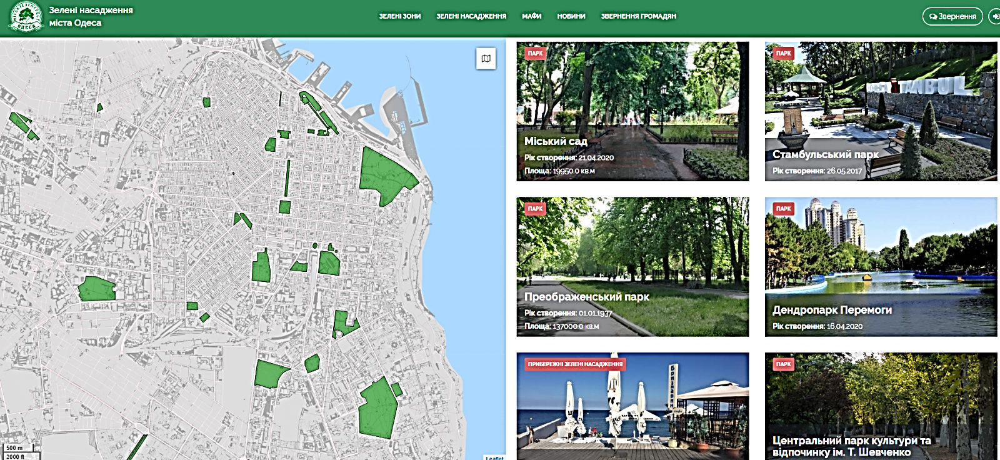 МІСЬКЗЕЛЕНТРЕСТ
ОДЕСА
Зелені насадження
міста Одеса
ЗЕЛЕНІ ЗОНИ
ЗЕЛЕНІ НАСАДЖЕННЯ
МАФИ
НОВИНИ
ЗВЕРНЕННЯ ГРОМАДЯН
Звернення
500 m
2000 ft
Leaflet
ПАРК
Міський сад
Рік створення: 21.04.2020
Площа: 19950.0 кв.м
ПАРК
Стамбульський парк
Рік створення: 26.05.2017
ПАРК
Преображенський парк
Рік створення: 01.01.1937
Площа: 137000.0 кв.м
ПАРК
Дендропарк Перемоги
Рік створення: 16.04.2020
ПРИБЕРЕЖНІ ЗЕЛЕНІ НАСАДЖЕННЯ
ПАРК
Центральний парк культури та
відпочинку ім. Т. Шевченко